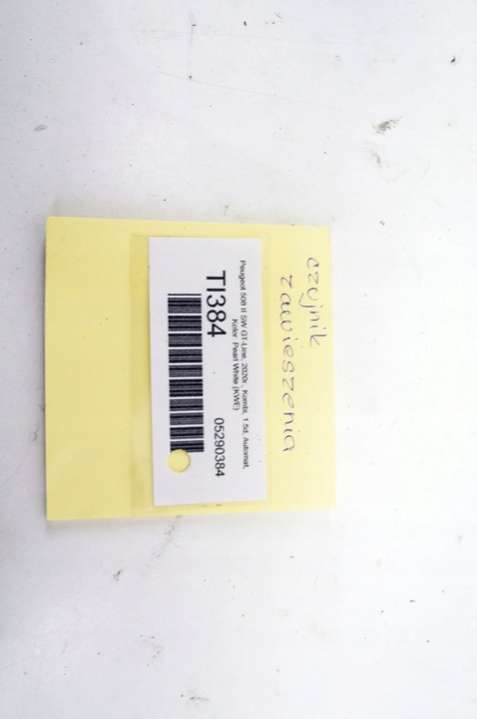 czujnik
zawieszenia
Peugeot 508 II SW GT-Line, 2020r., Kombi, 1.5d, Automat,
Kolor: Pearl White (KWE)
TI384
05290384